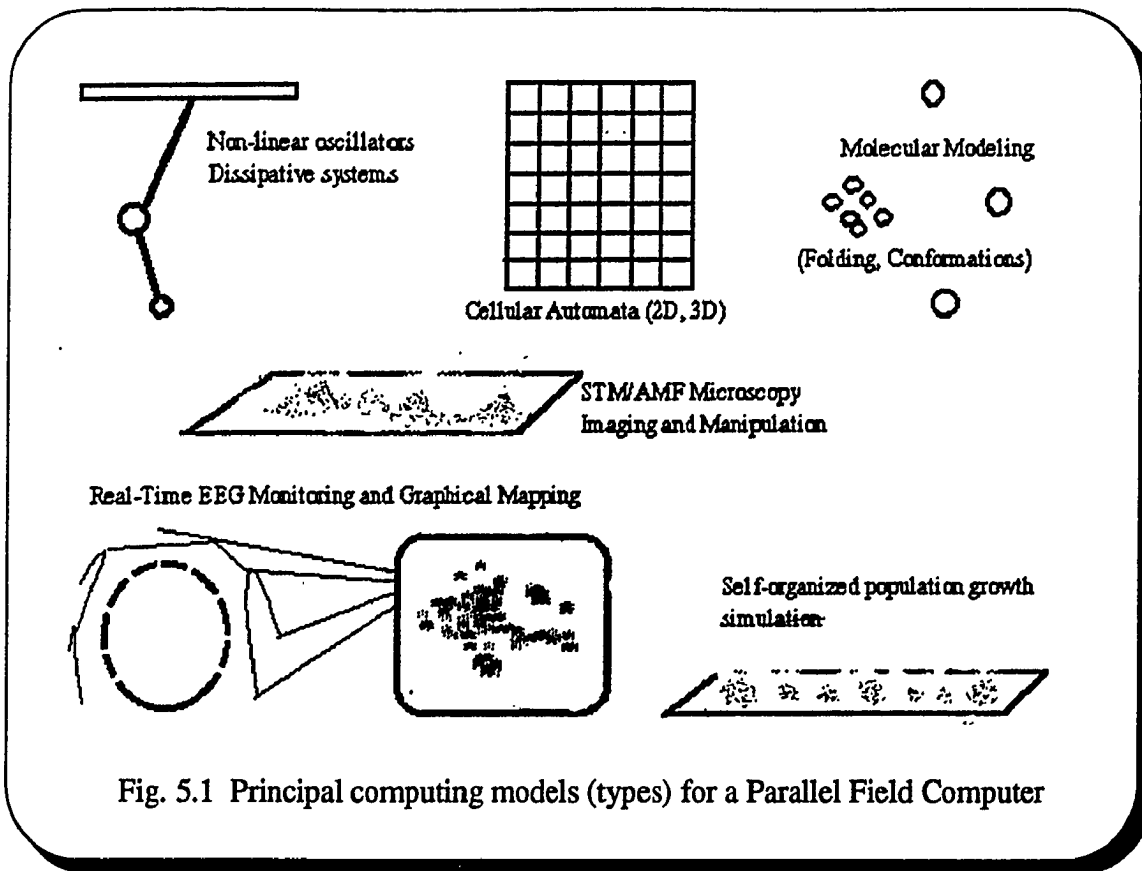 Non-linear oscillators
Dissipative systems
Molecular Modeling
(Folding, Conformations)
Cellular Automata (2D, 3D)
STM/AMF Microscopy
Imaging and Manipulation
Real-Time EEG Monitoring and Graphical Mapping
Self-organized population growth
simulation
Fig. 5.1 Principal computing models (types) for a Parallel Field Computer